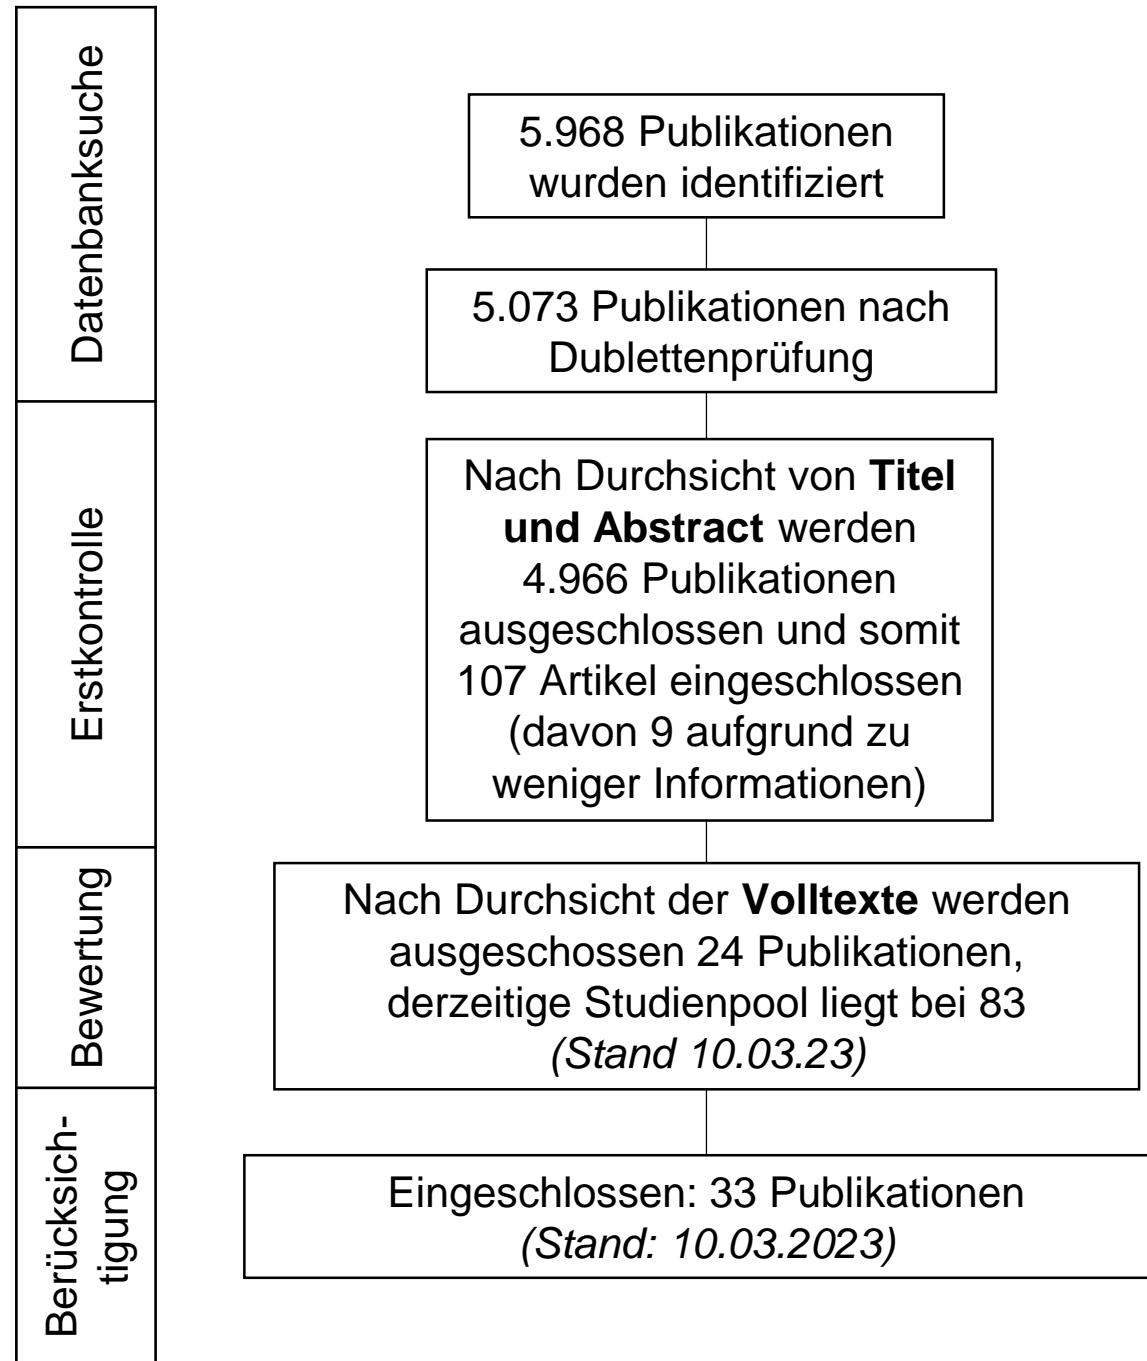 Datenbanksuche
5.968 Publikationen
wurden identifiziert
5.073 Publikationen nach
Dublettenprüfung
Erstkontrolle
Nach Durchsicht von Titel
und Abstract werden
4.966 Publikationen
ausgeschlossen und somit
107 Artikel eingeschlossen
(davon 9 aufgrund zu
weniger Informationen)
Bewertung
Nach Durchsicht der Volltexte werden
ausgeschossen 24 Publikationen,
derzeitige Studienpool liegt bei 83
(Stand 10.03.23)
Berücksich-
tigung
Eingeschlossen: 33 Publikationen
(Stand: 10.03.2023)